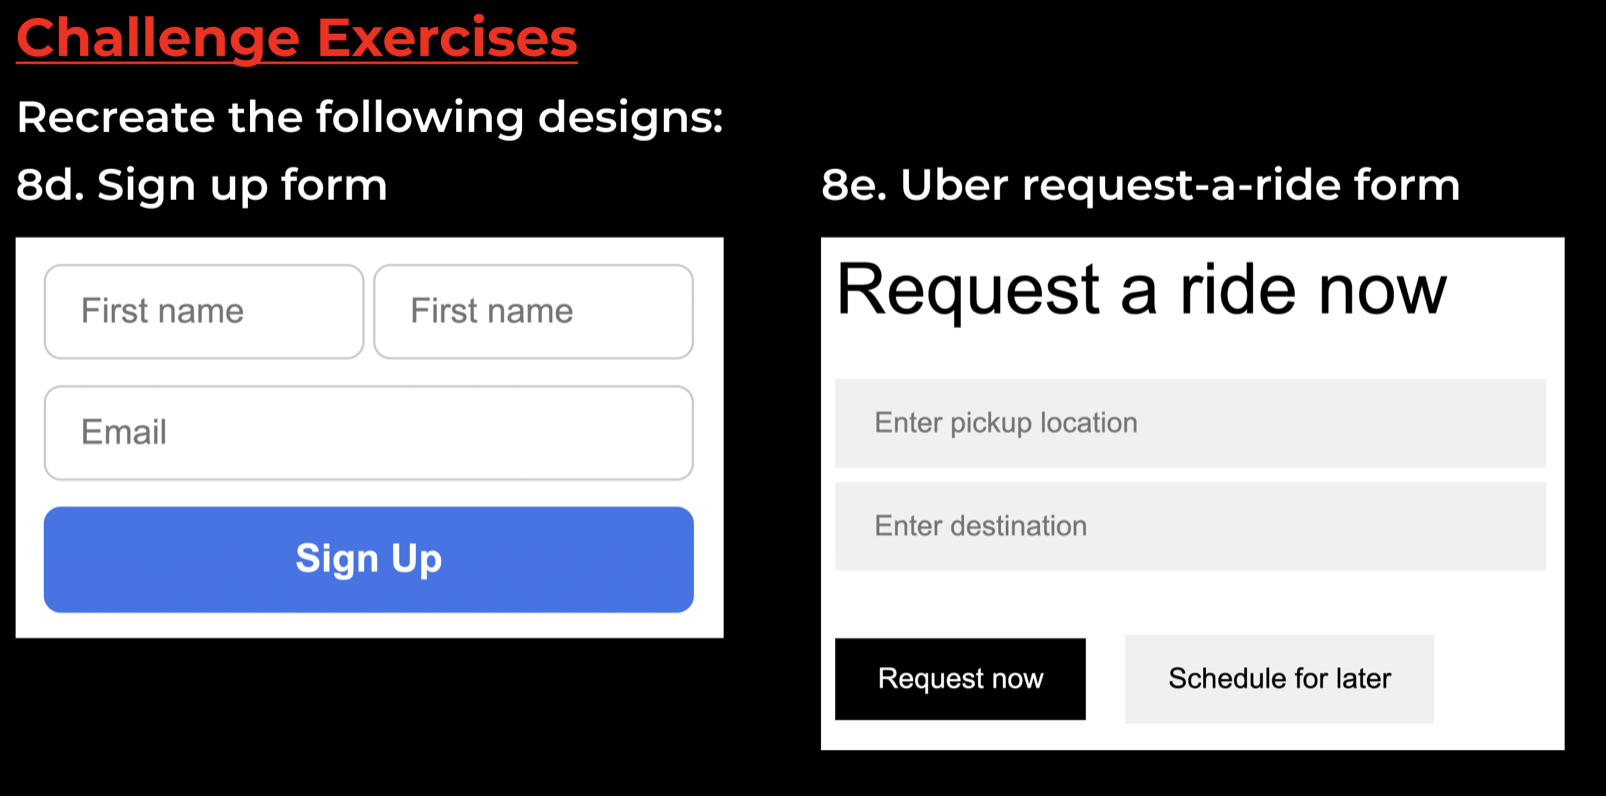 Challenge Exercises
Recreate the following designs:
8d. Sign up form
First name First name
Email
Sign Up
8e. Uber request-a-ride form
Request a ride now
Enter pickup location
Enter destination
Request now Schedule for later